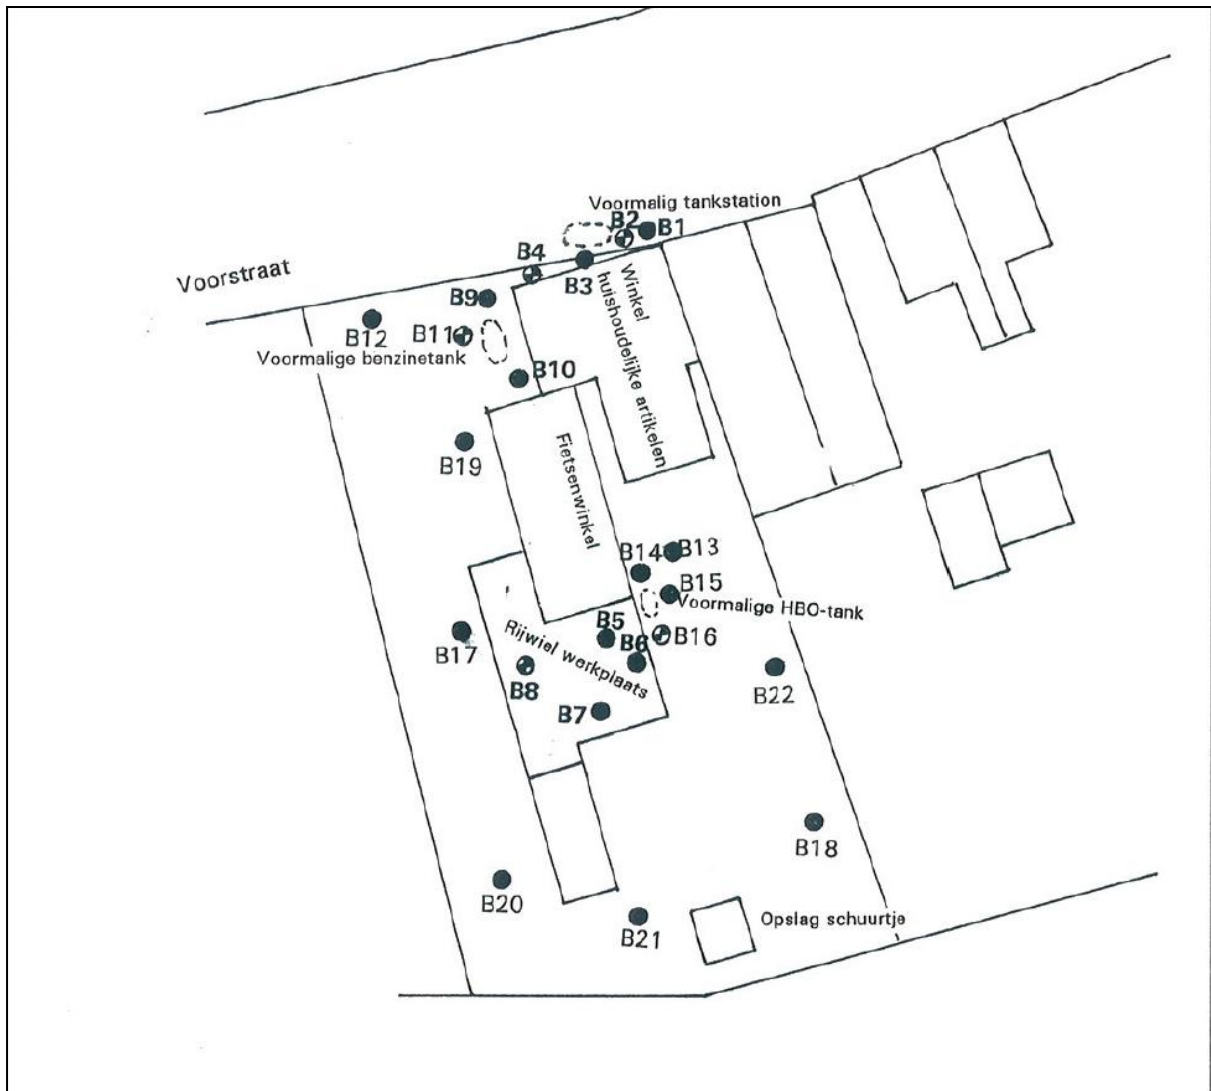 Voormalig tankstation
B2
B1
B4
B3
Voorstraat
Winkel
huishoudelijke artikelen
B9
B12
B11
Voormalige benzinetank
B10
B19
Fietsenwinkel
B14
B13
B15
Voormalige HBO-tank
B5
B6
B16
B17
Rijwiel werkplaats
B8
B22
B7
B18
B20
B21
Opslag schuurtje